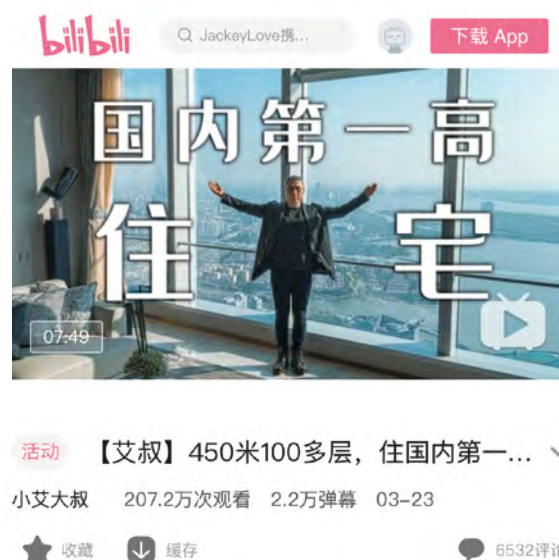 bilibili
JackeyLove携...
下载 App
国内第一高
住宅
07:49
活动 【艾叔】450米100多层，住国内第一...
小艾大叔 207.2万次观看 2.2万弹幕 03-23
收藏 缓存 6532评论